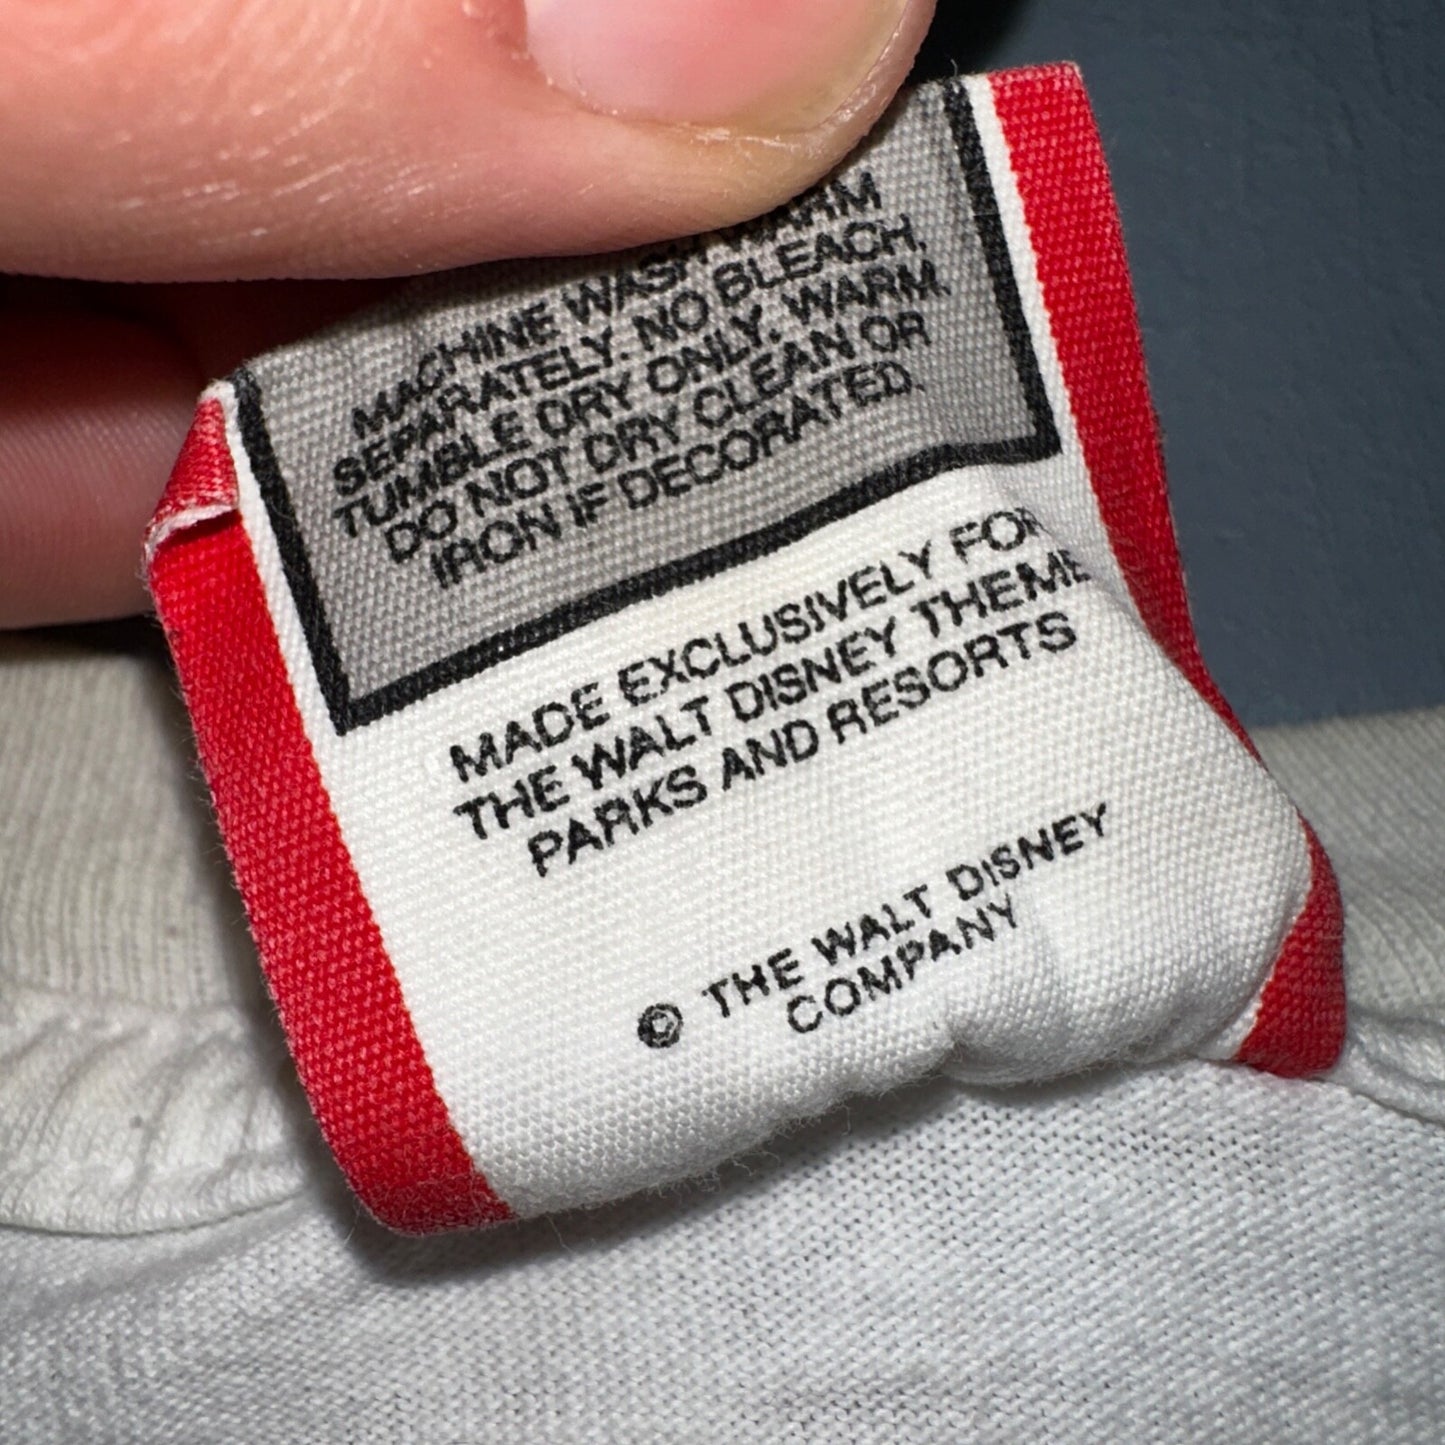 MACHINE WASH WARM
SEPARATELY. NO BLEACH.
TUMBLE DRY ONLY. WARM.
DO NOT DRY CLEAN OR
IRON IF DECORATED.
MADE EXCLUSIVELY FOR
THE WALT DISNEY THEME
PARKS AND RESORTS
© THE WALT DISNEY
COMPANY